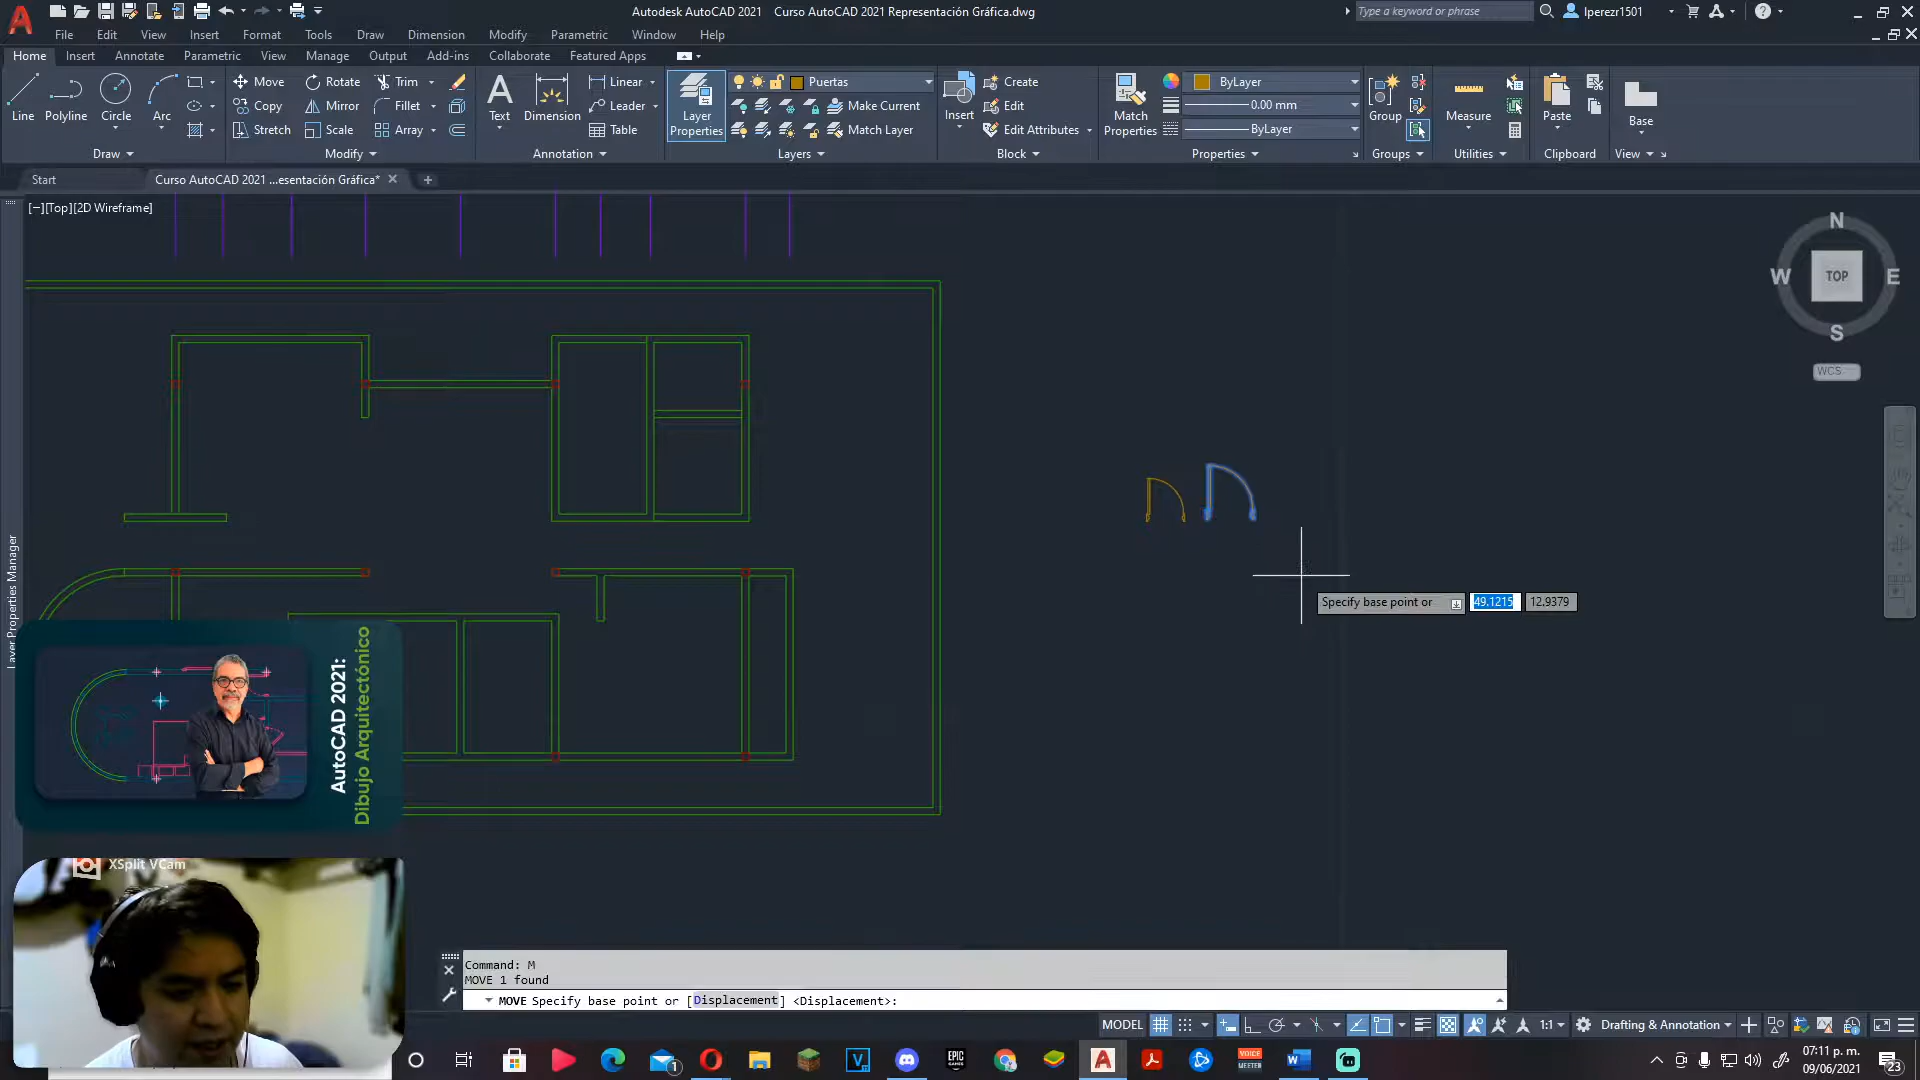 Autodesk AutoCAD 2021 Curso AutoCAD 2021 Representación Gráfica.dwg
Type a keyword or phrase
lperezr1501
File Edit View Insert Format Tools Draw Dimension Modify Parametric Window Help
Home Insert Annotate Parametric View Manage Output Add-ins Collaborate Featured Apps
Line Polyline Circle Arc
Draw
Move Rotate Trim
Copy Mirror Fillet
Stretch Scale Array
Modify
Text Dimension
Linear
Leader
Table
Annotation
Layer Properties
Puertas
Make Current
Match Layer
Layers
Insert
Create
Edit
Edit Attributes
Block
Match Properties
ByLayer
0.00 mm
ByLayer
Properties
Group
Groups
Measure
Utilities
Paste
Clipboard
Base
View
Start
Curso AutoCAD 2021 ...esentación Gráfica*
[−][Top][2D Wireframe]
N
W TOP E
S
WCS
Layer Properties Manager
Specify base point or 49.1215 12.9379
AutoCAD 2021:
Dibujo Arquitectónico
XSplit VCam
Command: M
MOVE 1 found
MOVE Specify base point or [Displacement] <Displacement>:
MODEL 1:1 Drafting & Annotation
1
EPIC GAMES
VOICE MEETER
07:11 p. m.
09/06/2021
23